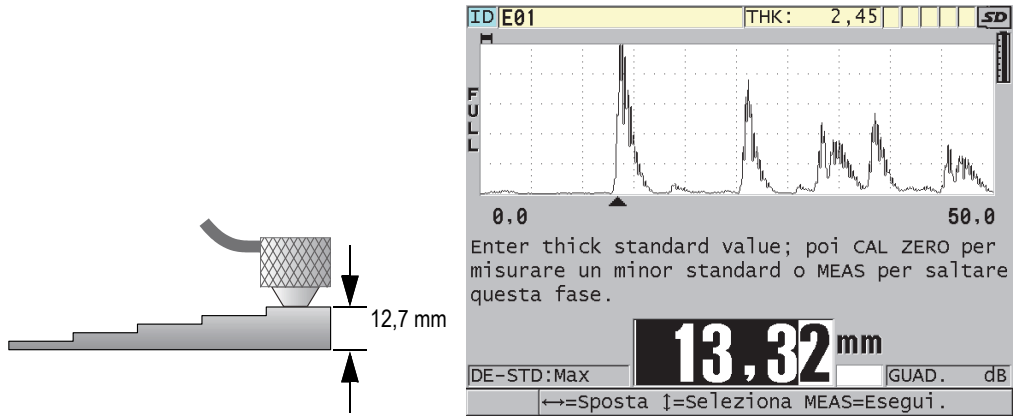 12,7 mm
ID E01 THK: 2,45 SD
FULL
0,0 50,0
Enter thick standard value; poi CAL ZERO per
misurare un minor standard o MEAS per saltare
questa fase.
13,32 mm
DE-STD:Max GUAD. dB
↔=Sposta ↕=Seleziona MEAS=Esegui.